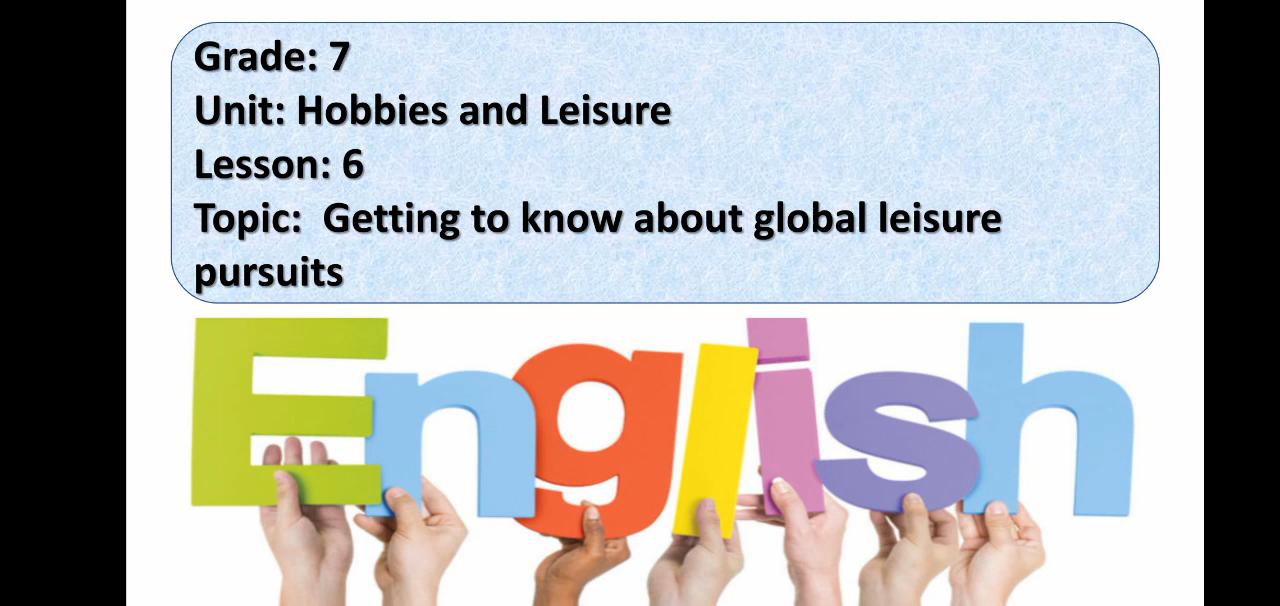 Grade: 7
Unit: Hobbies and Leisure
Lesson: 6
Topic:  Getting to know about global leisure
pursuits
English